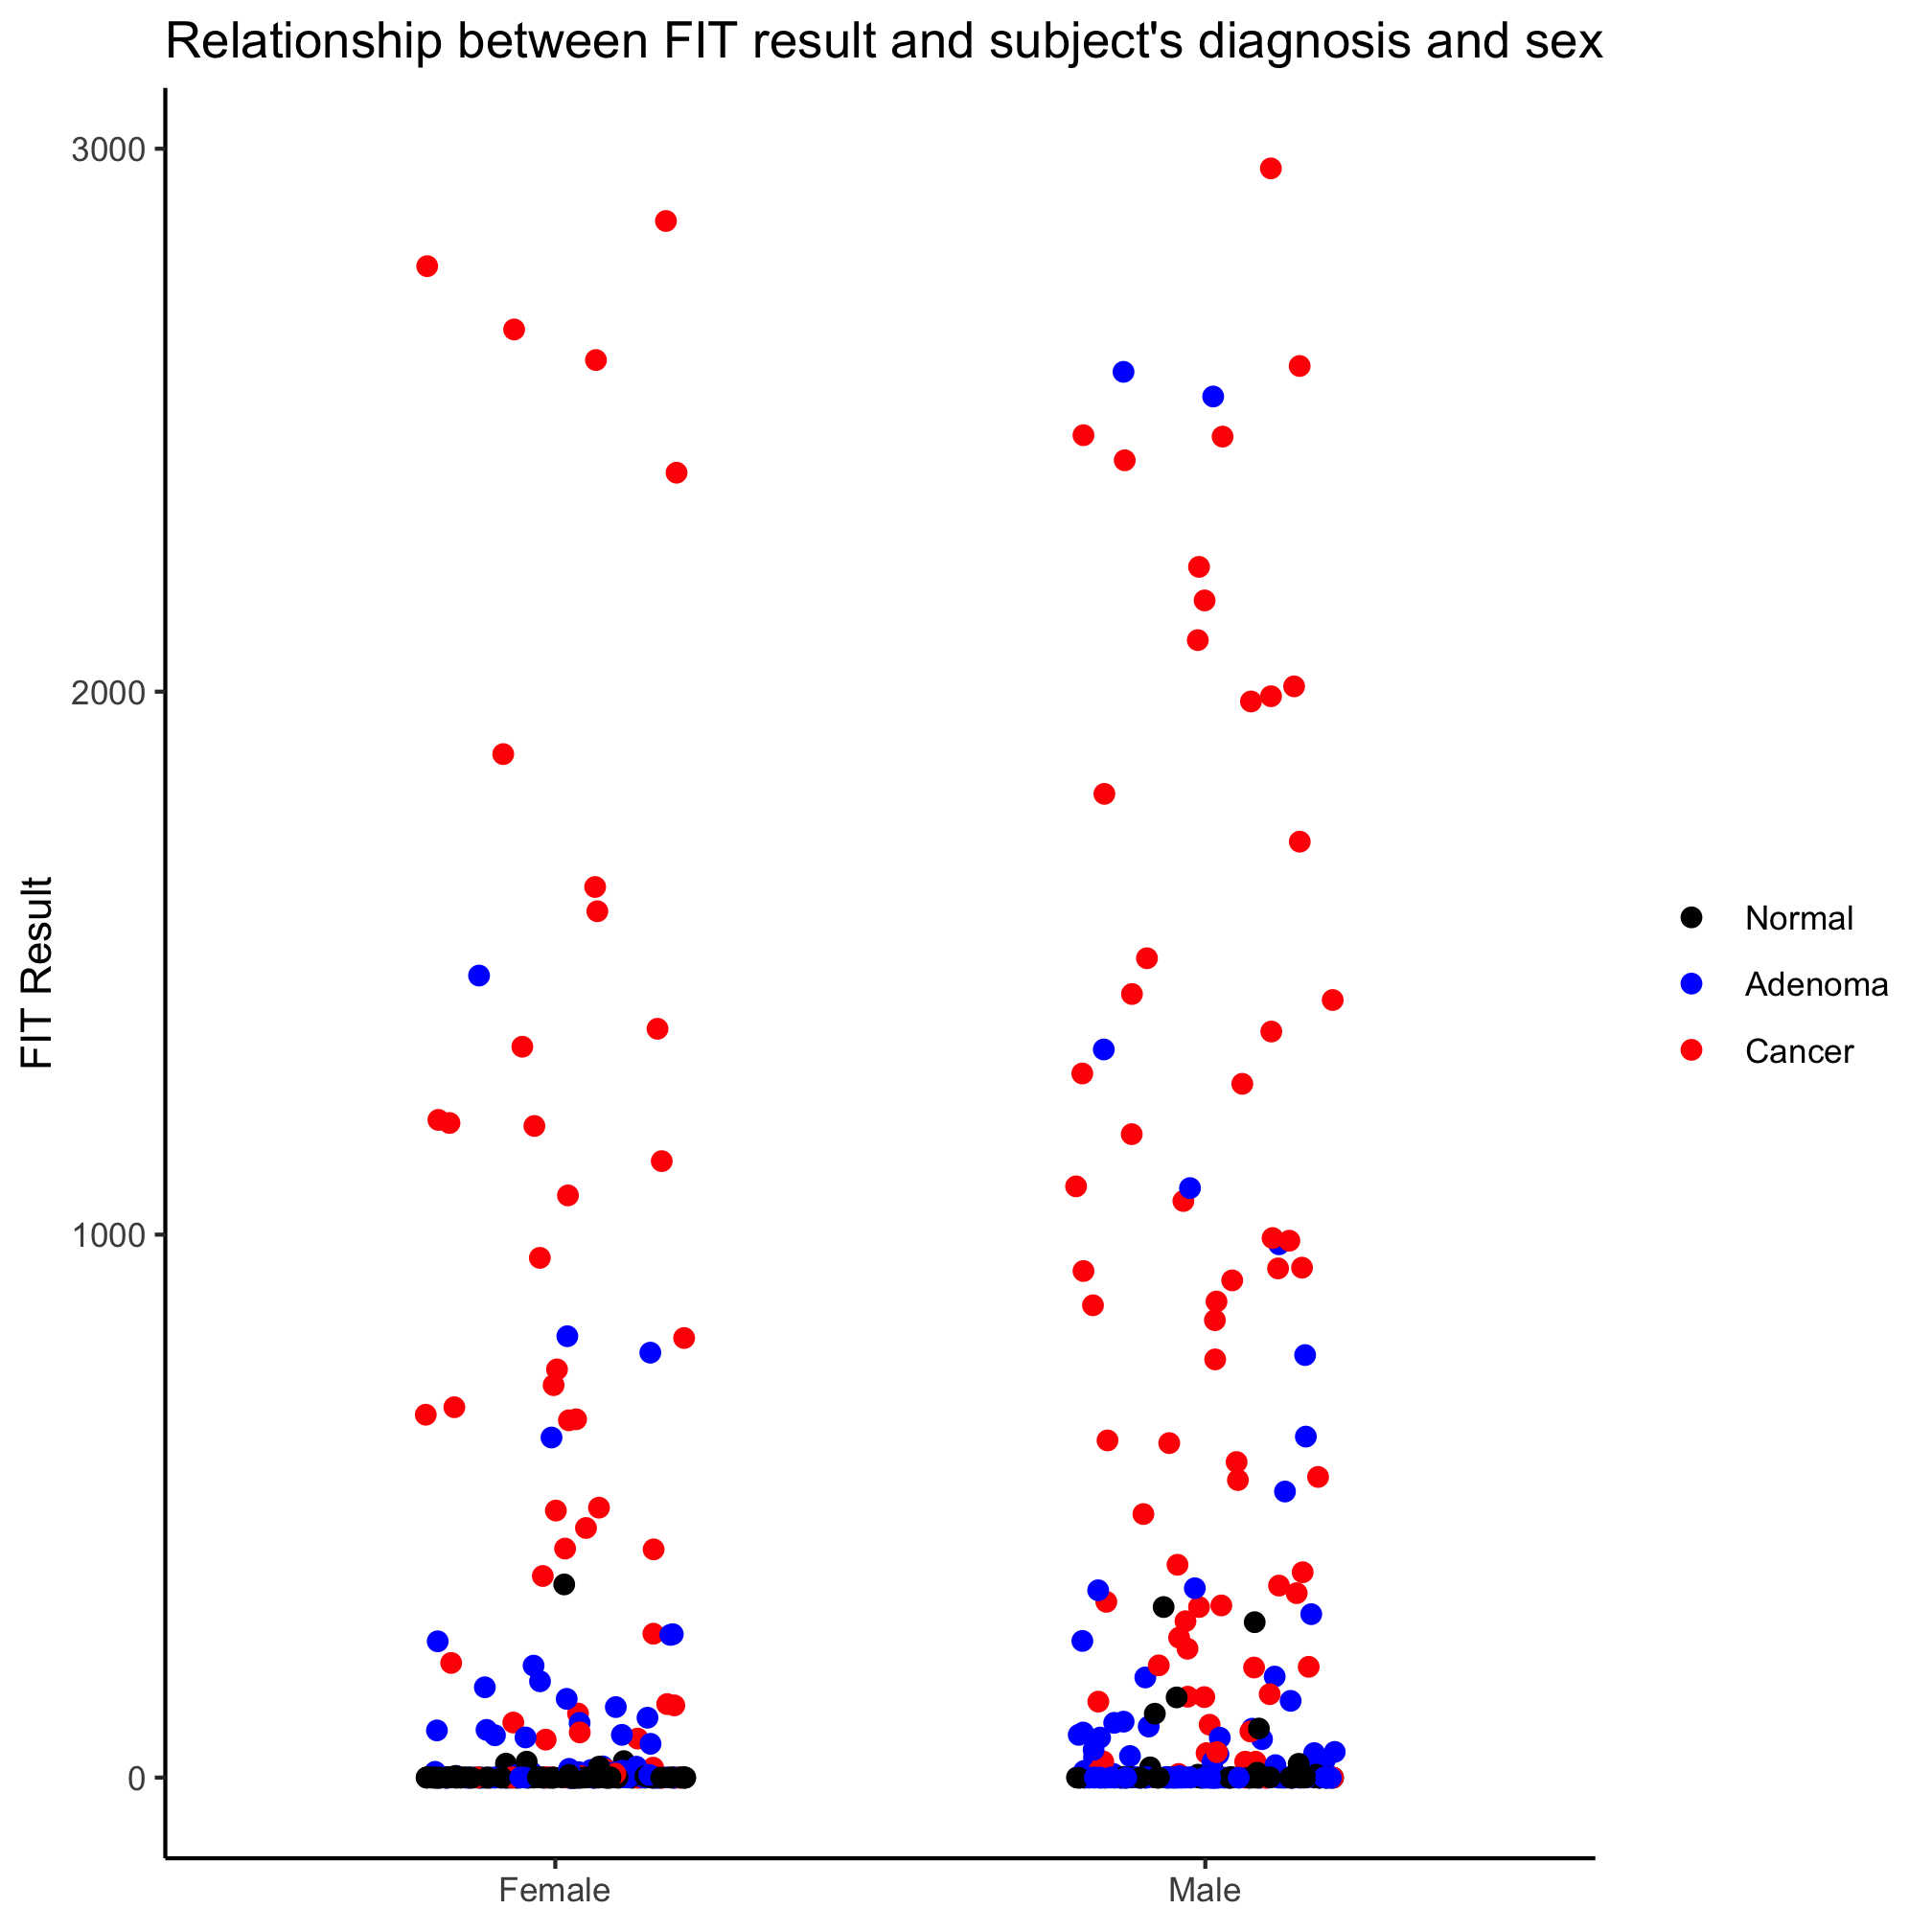 Relationship between FIT result and subject's diagnosis and sex
3000
2000
1000
0
FIT Result
Female
Male
Normal
Adenoma
Cancer